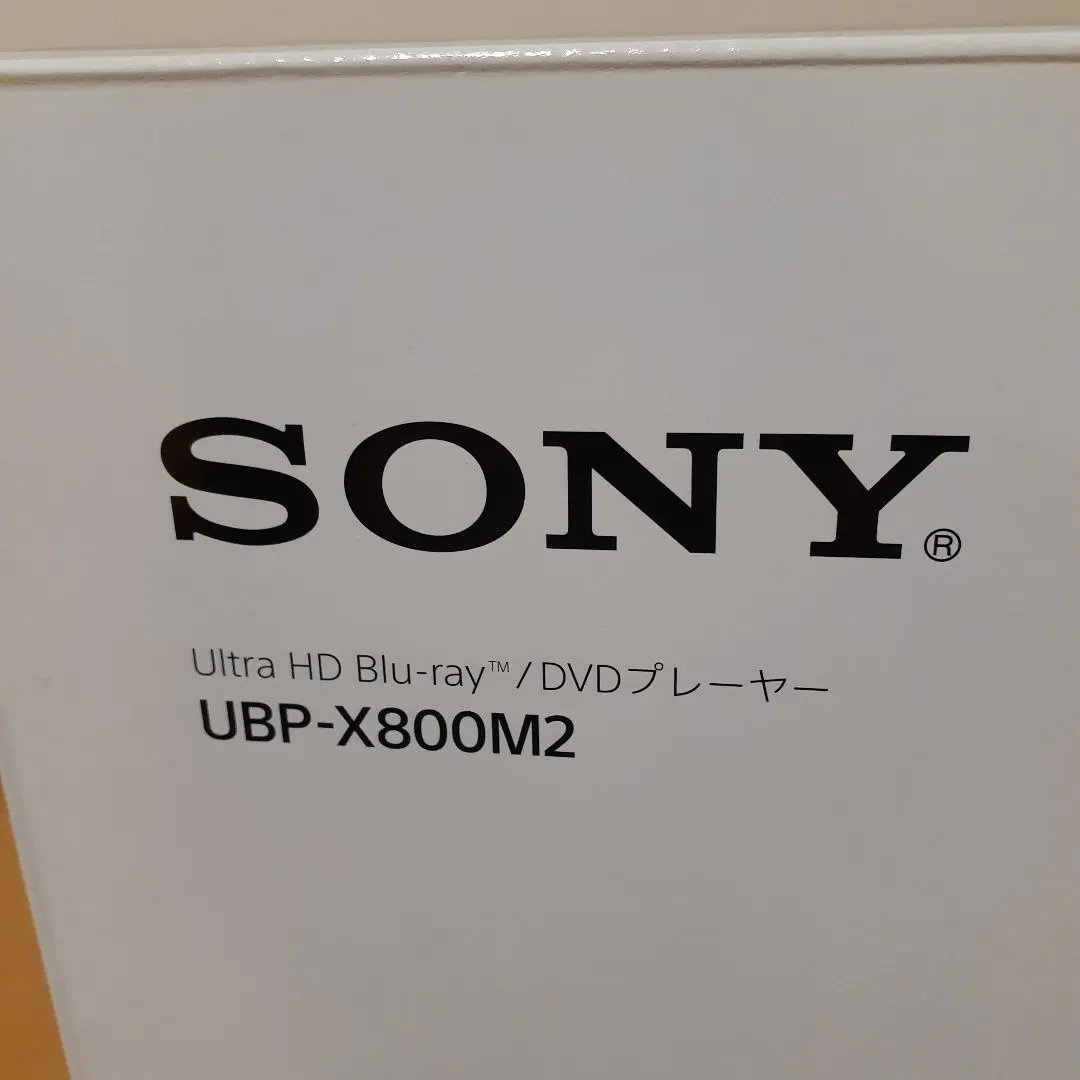 SONY®
Ultra HD Blu-ray™/DVDプレーヤー
UBP-X800M2